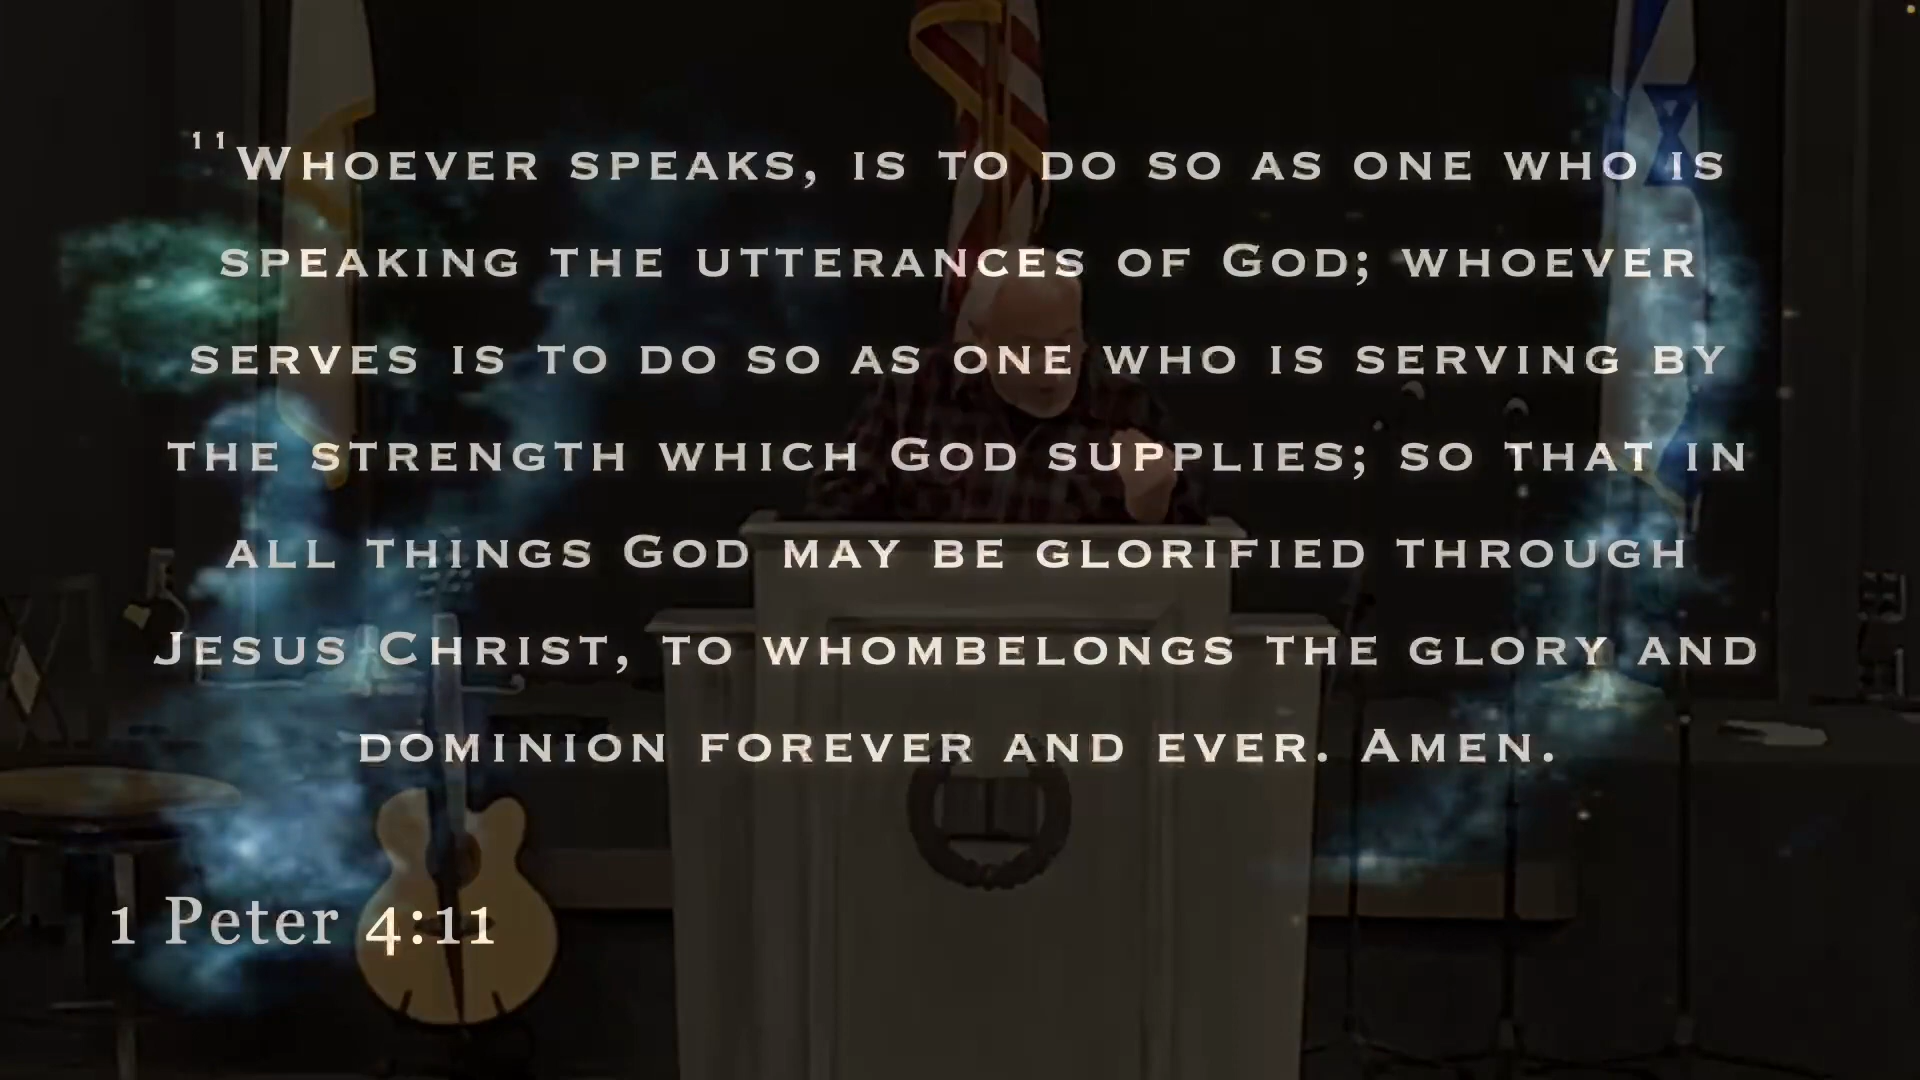 ¹¹Whoever speaks, is to do so as one who is
speaking the utterances of God; whoever
serves is to do so as one who is serving by
the strength which God supplies; so that in
all things God may be glorified through
Jesus Christ, to whombelongs the glory and
dominion forever and ever. Amen.
1 Peter 4:11